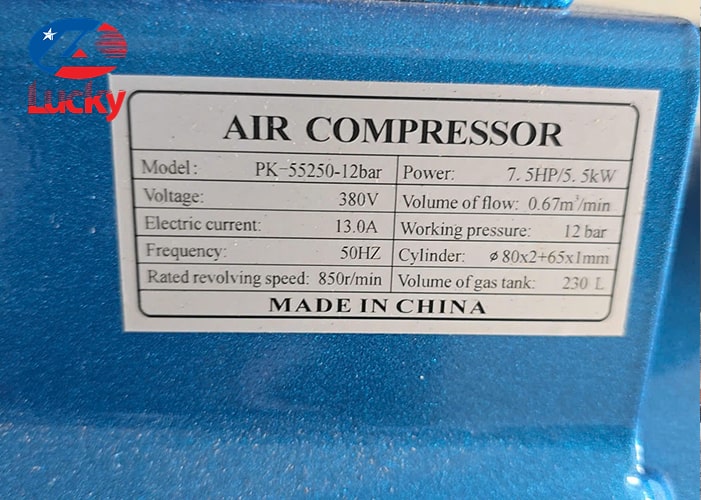 Lucky
AIR COMPRESSOR
Model: PK-55250-12bar Power: 7.5HP/5.5kW
Voltage: 380V Volume of flow: 0.67m³/min
Electric current: 13.0A Working pressure: 12 bar
Frequency: 50HZ Cylinder: ø80x2+65x1mm
Rated revolving speed: 850r/min Volume of gas tank: 230 L
MADE IN CHINA